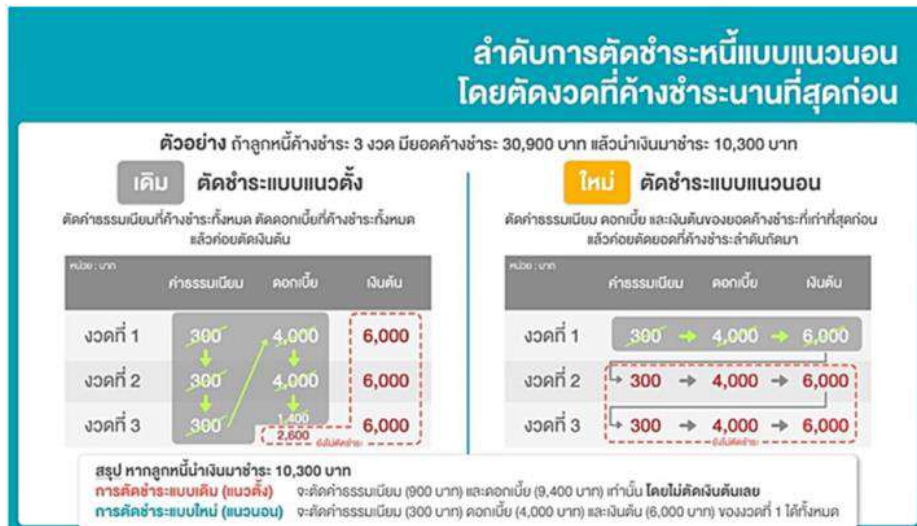 ลำดับการตัดชำระหนี้แบบแนวนอน
โดยตัดงวดที่ค้างชำระนานที่สุดก่อน
ตัวอย่าง ถ้าลูกหนี้ค้างชำระ 3 งวด มียอดค้างชำระ 30,900 บาท แล้วนำเงินมาชำระ 10,300 บาท
เดิม ตัดชำระแบบแนวตั้ง
ตัดค่าธรรมเนียมที่ค้างชำระทั้งหมด ตัดดอกเบี้ยที่ค้างชำระทั้งหมด
แล้วค่อยตัดเงินต้น
หน่วย : บาท
ค่าธรรมเนียม ดอกเบี้ย เงินต้น
งวดที่ 1 300 4,000 6,000
งวดที่ 2 300 4,000 6,000
งวดที่ 3 300 1,400 6,000
2,600
ยังไม่ตัดชำระ
ใหม่ ตัดชำระแบบแนวนอน
ตัดค่าธรรมเนียม ดอกเบี้ย และเงินต้นของยอดค้างชำระที่เก่าที่สุดก่อน
แล้วค่อยตัดยอดที่ค้างชำระลำดับถัดมา
หน่วย : บาท
ค่าธรรมเนียม ดอกเบี้ย เงินต้น
งวดที่ 1 300 → 4,000 → 6,000
งวดที่ 2 300 → 4,000 → 6,000
งวดที่ 3 300 → 4,000 → 6,000
ยังไม่ตัดชำระ
สรุป หากลูกหนี้นำเงินมาชำระ 10,300 บาท
การตัดชำระแบบเดิม (แนวตั้ง) จะตัดค่าธรรมเนียม (900 บาท) และดอกเบี้ย (9,400 บาท) เท่านั้น โดยไม่ตัดเงินต้นเลย
การตัดชำระแบบใหม่ (แนวนอน) จะตัดค่าธรรมเนียม (300 บาท) ดอกเบี้ย (4,000 บาท) และเงินต้น (6,000 บาท) ของงวดที่ 1 ได้ทั้งหมด